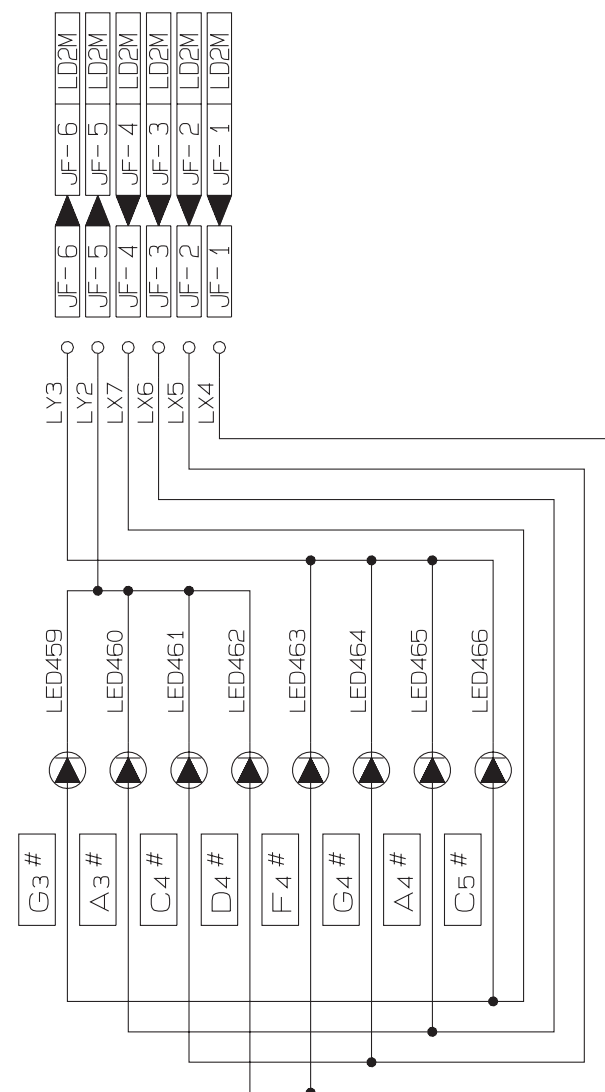 JF-6 LD2M
JF-5 LD2M
JF-4 LD2M
JF-3 LD2M
JF-2 LD2M
JF-1 LD2M
JF-6
JF-5
JF-4
JF-3
JF-2
JF-1
LY3
LY2
LX7
LX6
LX5
LX4
LED459
LED460
LED461
LED462
LED463
LED464
LED465
LED466
G3#
A3#
C4#
D4#
F4#
G4#
A4#
C5#